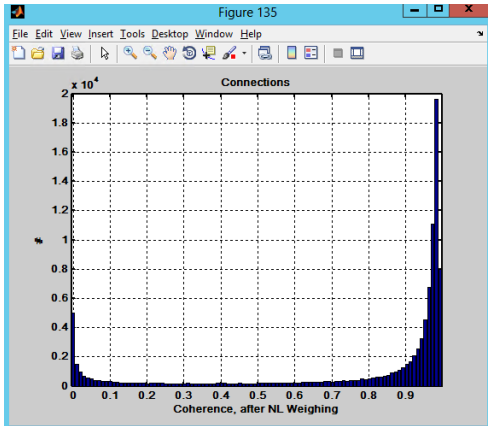 Figure 135
File Edit View Insert Tools Desktop Window Help
Connections
x 10^4
2
1.8
1.6
1.4
1.2
1
0.8
0.6
0.4
0.2
0
%
0 0.1 0.2 0.3 0.4 0.5 0.6 0.7 0.8 0.9
Coherence, after NL Weighing